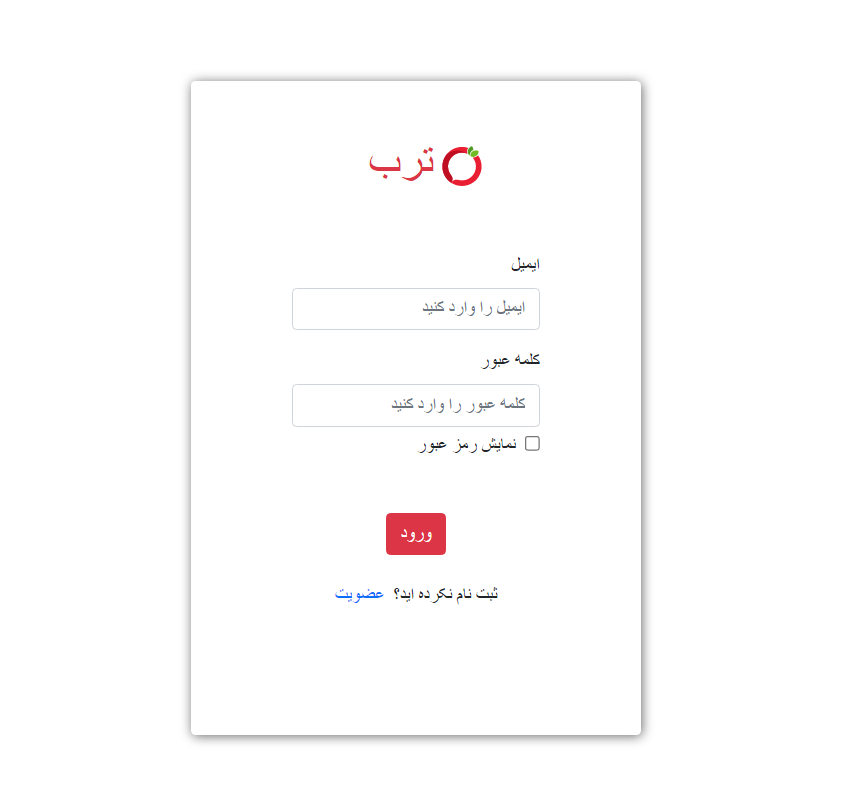 ترب
ایمیل
ایمیل را وارد کنید
کلمه عبور
کلمه عبور را وارد کنید
نمایش رمز عبور
ورود
ثبت نام نکرده اید؟ عضویت